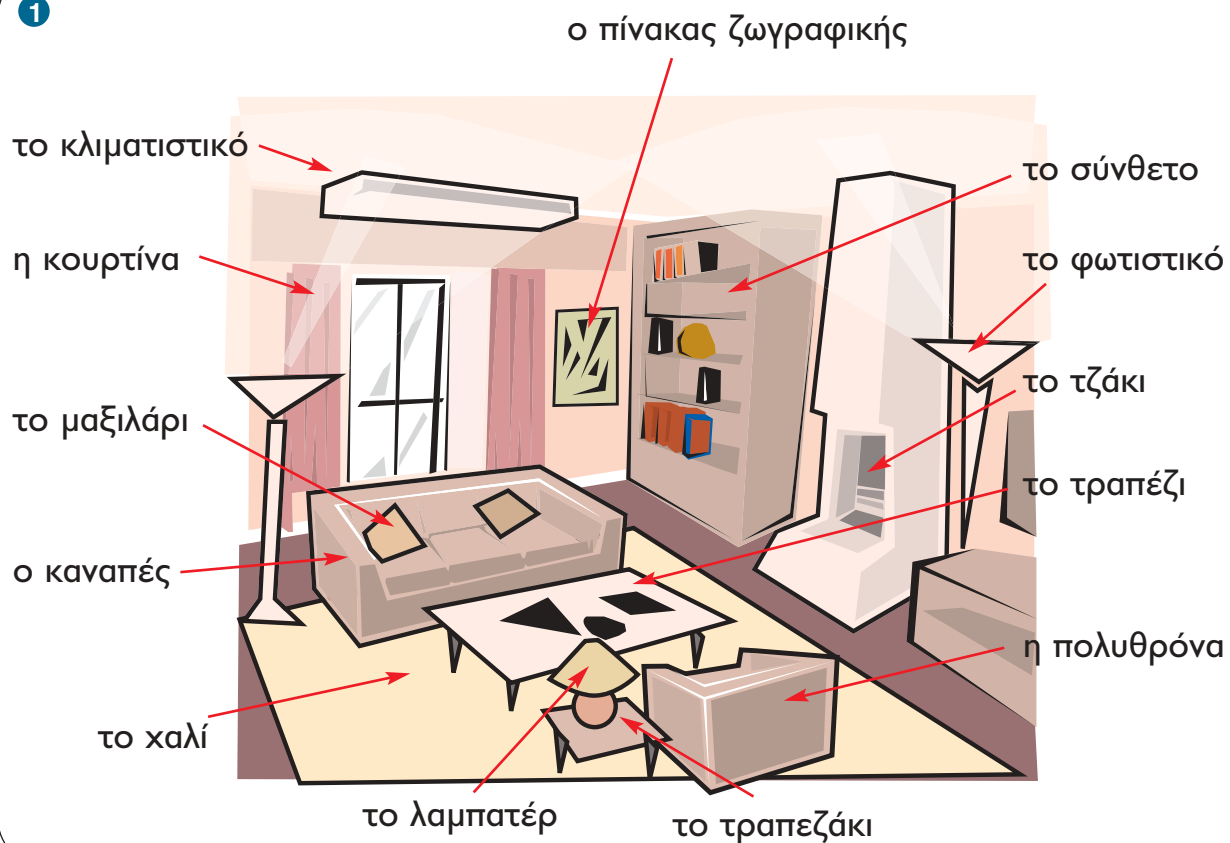 1
ο πίνακας ζωγραφικής
το κλιματιστικό
το σύνθετο
η κουρτίνα
το φωτιστικό
το τζάκι
το μαξιλάρι
το τραπέζι
ο καναπές
η πολυθρόνα
το χαλί
το λαμπατέρ
το τραπεζάκι